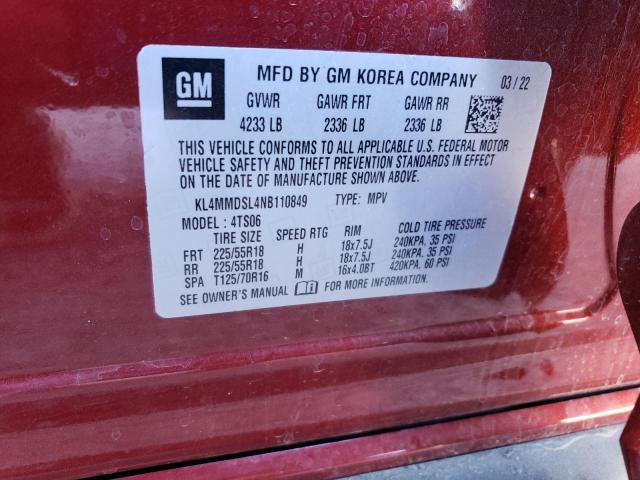 GM MFD BY GM KOREA COMPANY 03/22
GVWR GAWR FRT GAWR RR
4233 LB 2336 LB 2336 LB
THIS VEHICLE CONFORMS TO ALL APPLICABLE U.S. FEDERAL MOTOR
VEHICLE SAFETY AND THEFT PREVENTION STANDARDS IN EFFECT
ON THE DATE OF MANUFACTURE SHOWN ABOVE.
KL4MMDSL4NB110849 TYPE: MPV
MODEL : 4TS06
TIRE SIZE SPEED RTG RIM COLD TIRE PRESSURE
FRT 225/55R18 H 18x7.5J 240KPA, 35 PSI
RR 225/55R18 H 18x7.5J 240KPA, 35 PSI
SPA T125/70R16 M 16x4.0BT 420KPA, 60 PSI
SEE OWNER'S MANUAL FOR MORE INFORMATION.